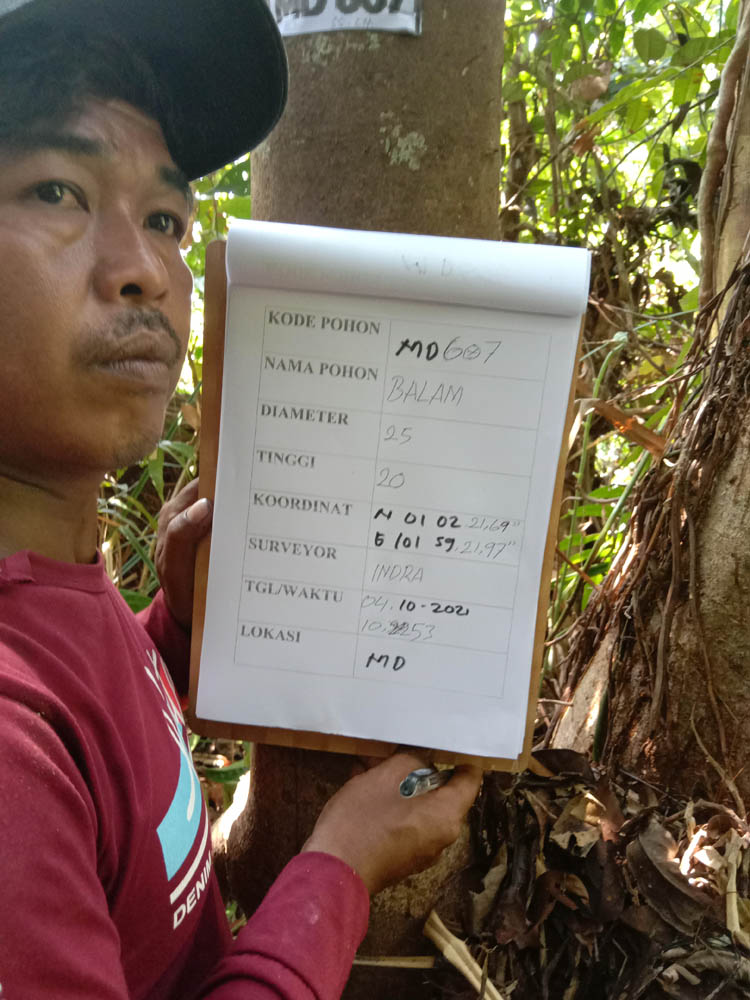 MD 607
KODE POHON MD607
NAMA POHON BALAM
DIAMETER 25
TINGGI 20
KOORDINAT N 01 02 21,69"
E 101 59.21,97"
SURVEYOR INDRA
TGL/WAKTU 04.10-2021
10.53
LOKASI MD
DENIM